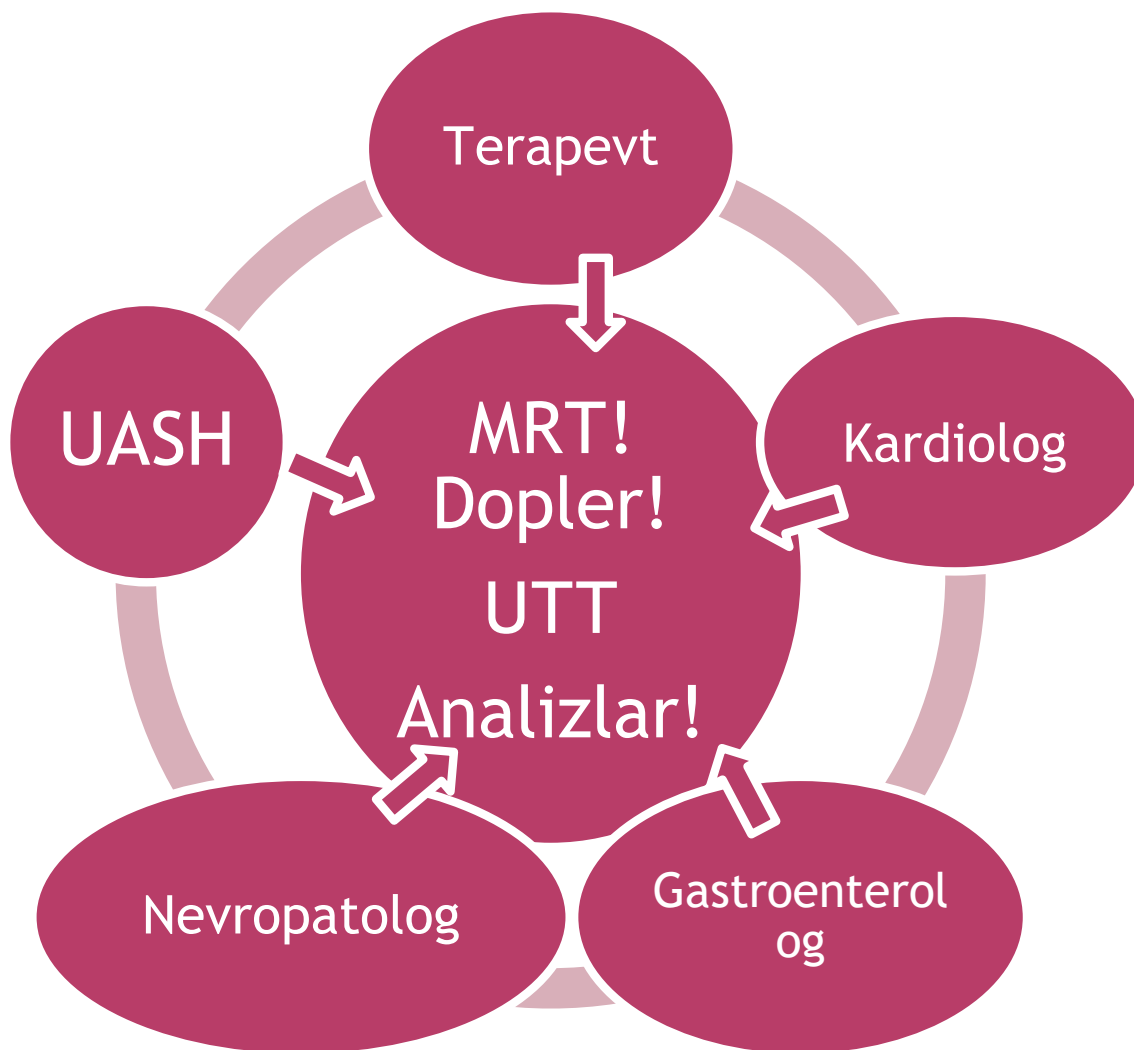 Terapevt
UASH
Kardiolog
MRT!
Dopler!
UTT
Analizlar!
Nevropatolog
Gastroenterol
og